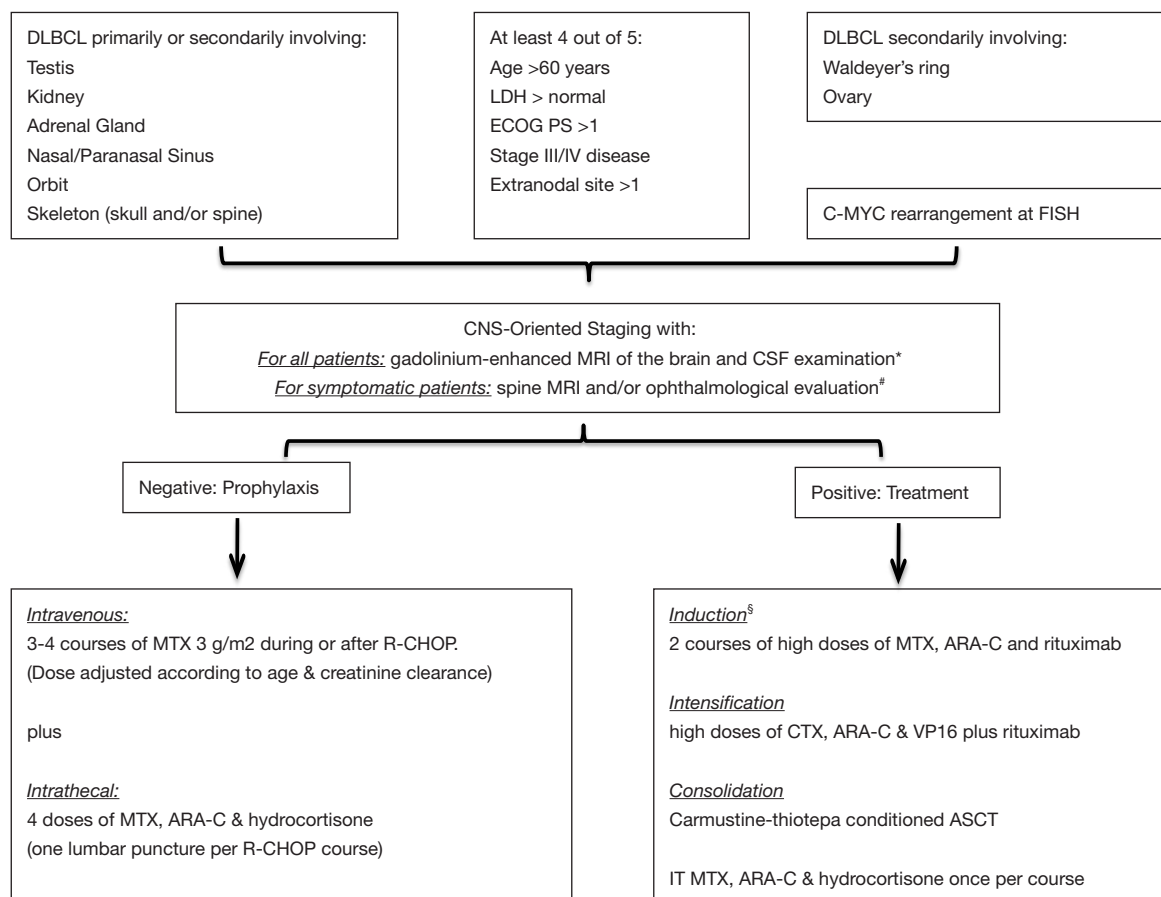 DLBCL primarily or secondarily involving:
Testis
Kidney
Adrenal Gland
Nasal/Paranasal Sinus
Orbit
Skeleton (skull and/or spine)
At least 4 out of 5:
Age >60 years
LDH > normal
ECOG PS >1
Stage III/IV disease
Extranodal site >1
DLBCL secondarily involving:
Waldeyer's ring
Ovary
C-MYC rearrangement at FISH
CNS-Oriented Staging with:
For all patients: gadolinium-enhanced MRI of the brain and CSF examination*
For symptomatic patients: spine MRI and/or ophthalmological evaluation#
Negative: Prophylaxis
Positive: Treatment
Intravenous:
3-4 courses of MTX 3 g/m2 during or after R-CHOP.
(Dose adjusted according to age & creatinine clearance)
plus
Intrathecal:
4 doses of MTX, ARA-C & hydrocortisone
(one lumbar puncture per R-CHOP course)
Induction§
2 courses of high doses of MTX, ARA-C and rituximab
Intensification
high doses of CTX, ARA-C & VP16 plus rituximab
Consolidation
Carmustine-thiotepa conditioned ASCT
IT MTX, ARA-C & hydrocortisone once per course